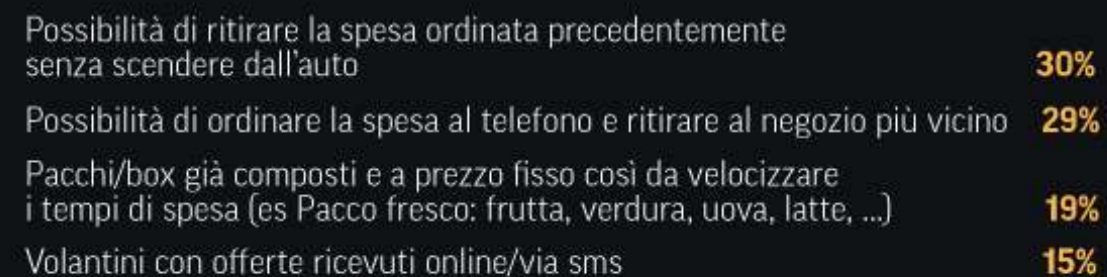 Possibilità di ritirare la spesa ordinata precedentemente
senza scendere dall'auto 30%
Possibilità di ordinare la spesa al telefono e ritirare al negozio più vicino 29%
Pacchi/box già composti e a prezzo fisso così da velocizzare
i tempi di spesa (es Pacco fresco: frutta, verdura, uova, latte, ...) 19%
Volantini con offerte ricevuti online/via sms 15%